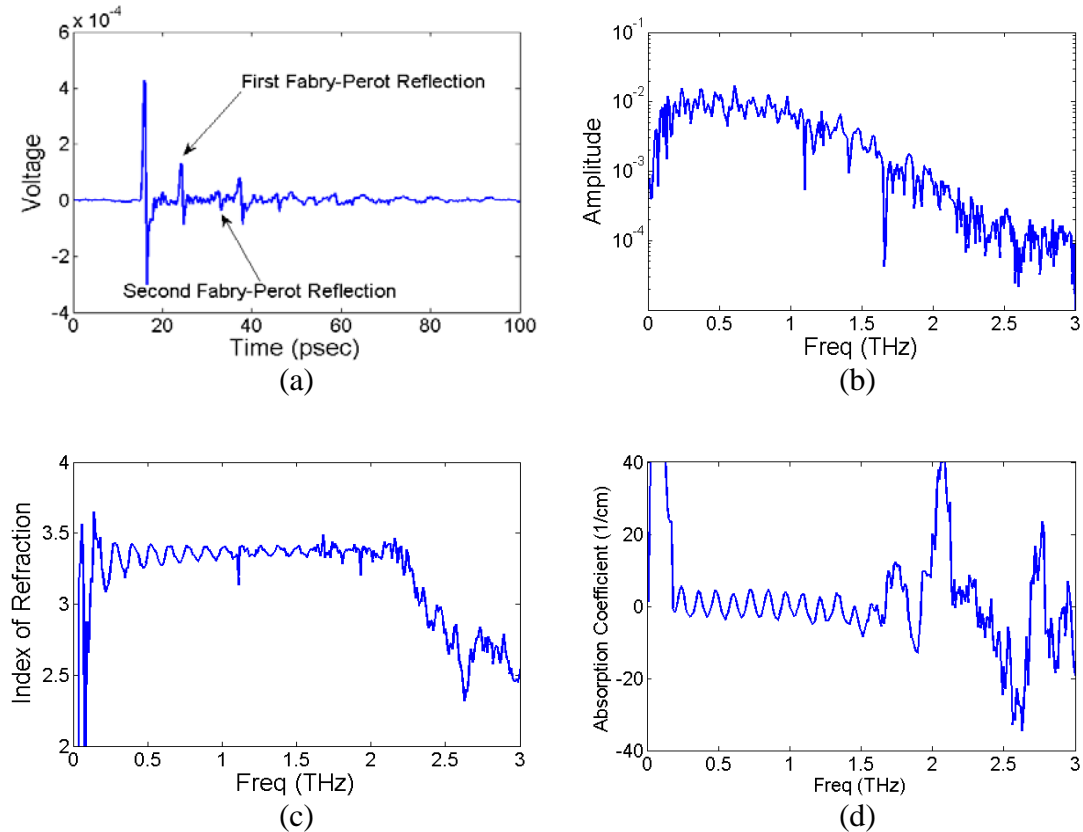 x 10⁻⁴
6
4
2
0
-2
-4
First Fabry-Perot Reflection
Second Fabry-Perot Reflection
Voltage
0 20 40 60 80 100
Time (psec)
(a)
10⁻¹
10⁻²
10⁻³
10⁻⁴
Amplitude
0 0.5 1 1.5 2 2.5 3
Freq (THz)
(b)
4
3.5
3
2.5
2
Index of Refraction
0 0.5 1 1.5 2 2.5 3
Freq (THz)
(c)
40
20
0
-20
-40
Absorption Coefficient (1/cm)
0 0.5 1 1.5 2 2.5 3
Freq (THz)
(d)